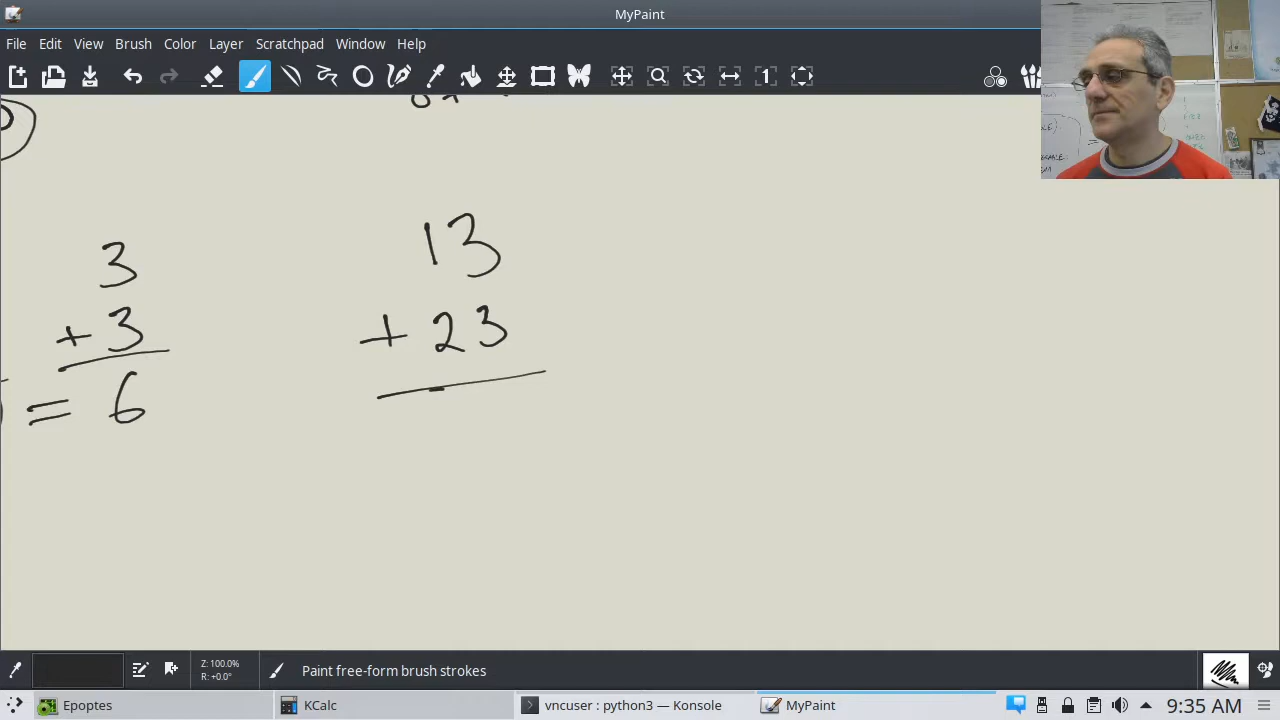 MyPaint
File Edit View Brush Color Layer Scratchpad Window Help
3
+ 3
= 6
13
+ 23
Z: 100.0%
R: +0.0°
Paint free-form brush strokes
Epoptes
KCalc
vncuser : python3 — Konsole
MyPaint
9:35 AM